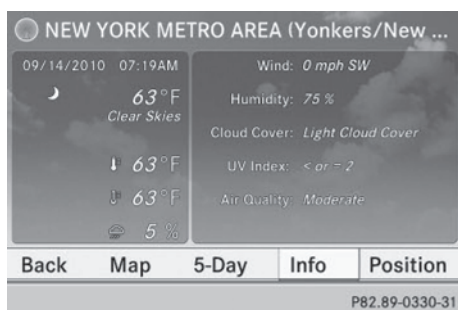 NEW YORK METRO AREA (Yonkers/New ...
09/14/2010 07:19AM
63°F
Clear Skies
63°F
63°F
5 %
Wind: 0 mph SW
Humidity: 75 %
Cloud Cover: Light Cloud Cover
UV Index: < or = 2
Air Quality: Moderate
Back Map 5-Day Info Position
P82.89-0330-31